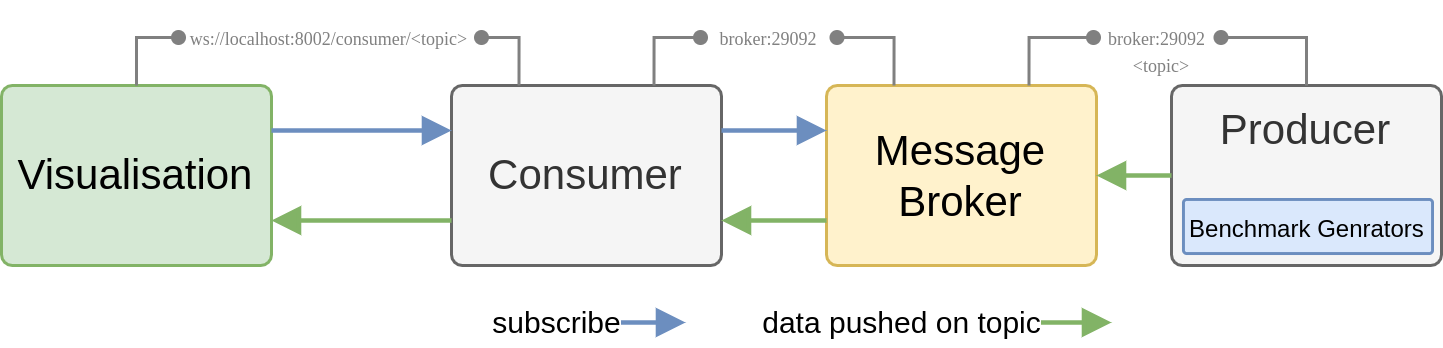 ws://localhost:8002/consumer/<topic>
broker:29092
broker:29092
<topic>
Visualisation
Consumer
Message
Broker
Producer
Benchmark Genrators
subscribe
data pushed on topic